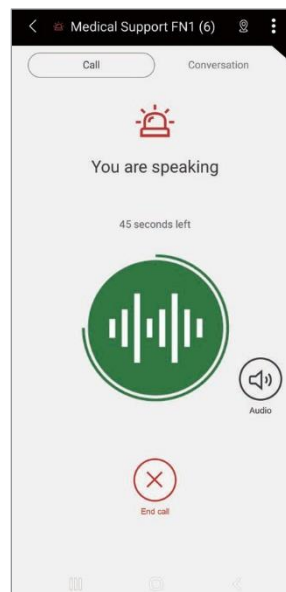 Medical Support FN1 (6)
Call
Conversation
You are speaking
45 seconds left
Audio
End call